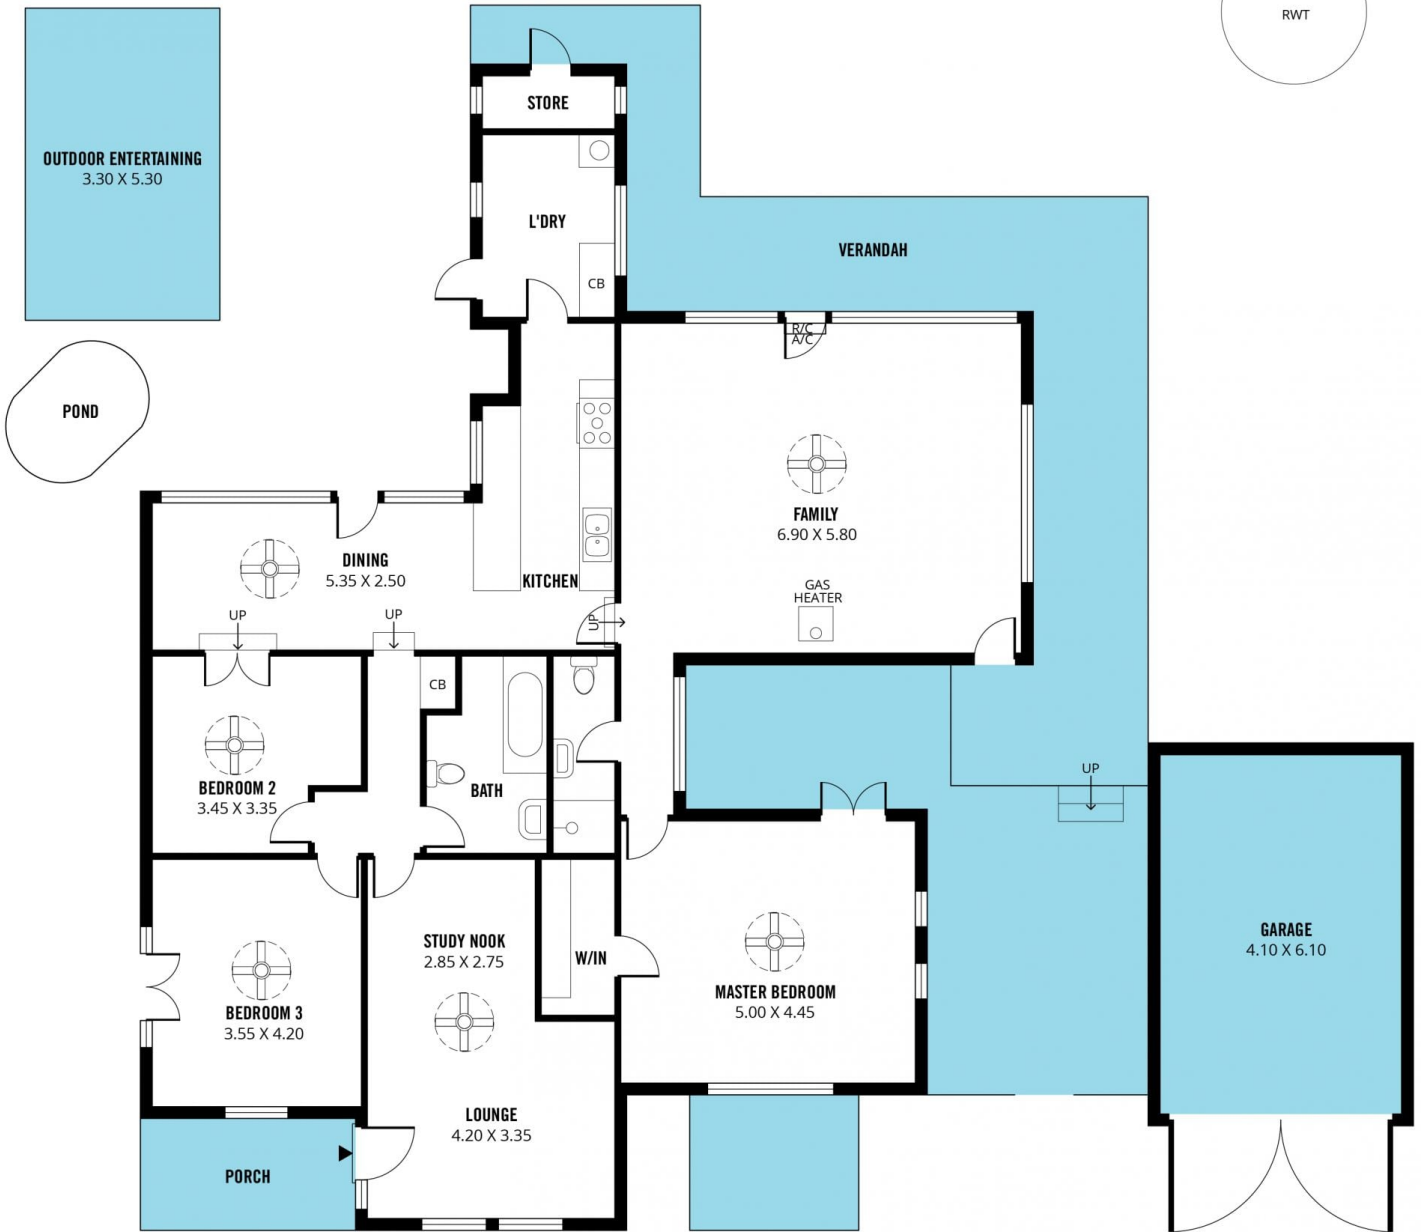 RWT
STORE
OUTDOOR ENTERTAINING
3.30 X 5.30
L'DRY
VERANDAH
CB
R/C
A/C
POND
FAMILY
6.90 X 5.80
DINING
5.35 X 2.50
KITCHEN
GAS
HEATER
UP
UP
UP
CB
BEDROOM 2
3.45 X 3.35
BATH
UP
STUDY NOOK
2.85 X 2.75
W/IN
GARAGE
4.10 X 6.10
MASTER BEDROOM
5.00 X 4.45
BEDROOM 3
3.55 X 4.20
LOUNGE
4.20 X 3.35
PORCH